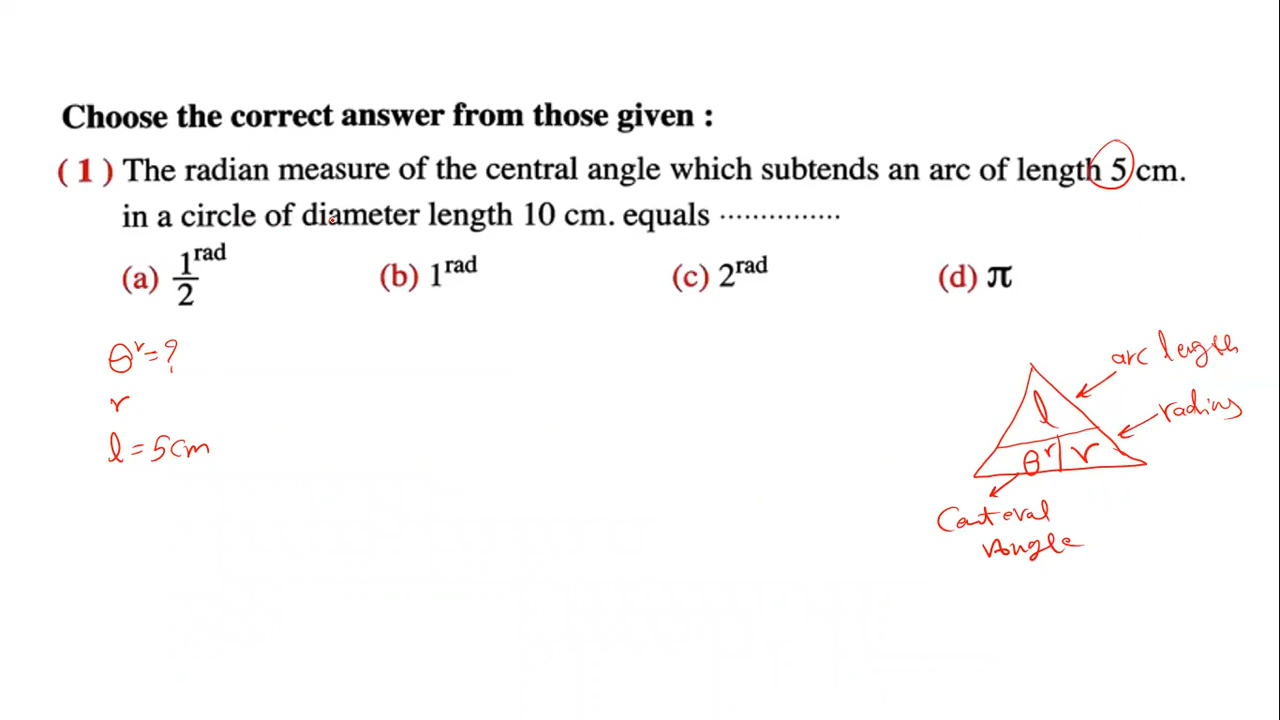 Choose the correct answer from those given :
( 1 ) The radian measure of the central angle which subtends an arc of length 5 cm.
in a circle of diameter length 10 cm. equals ...............
(a) 1/2 rad (b) 1 rad (c) 2 rad (d) π
θʳ = ?
r
l = 5cm
arc length
radius
l
θʳ r
Centeral
Angle